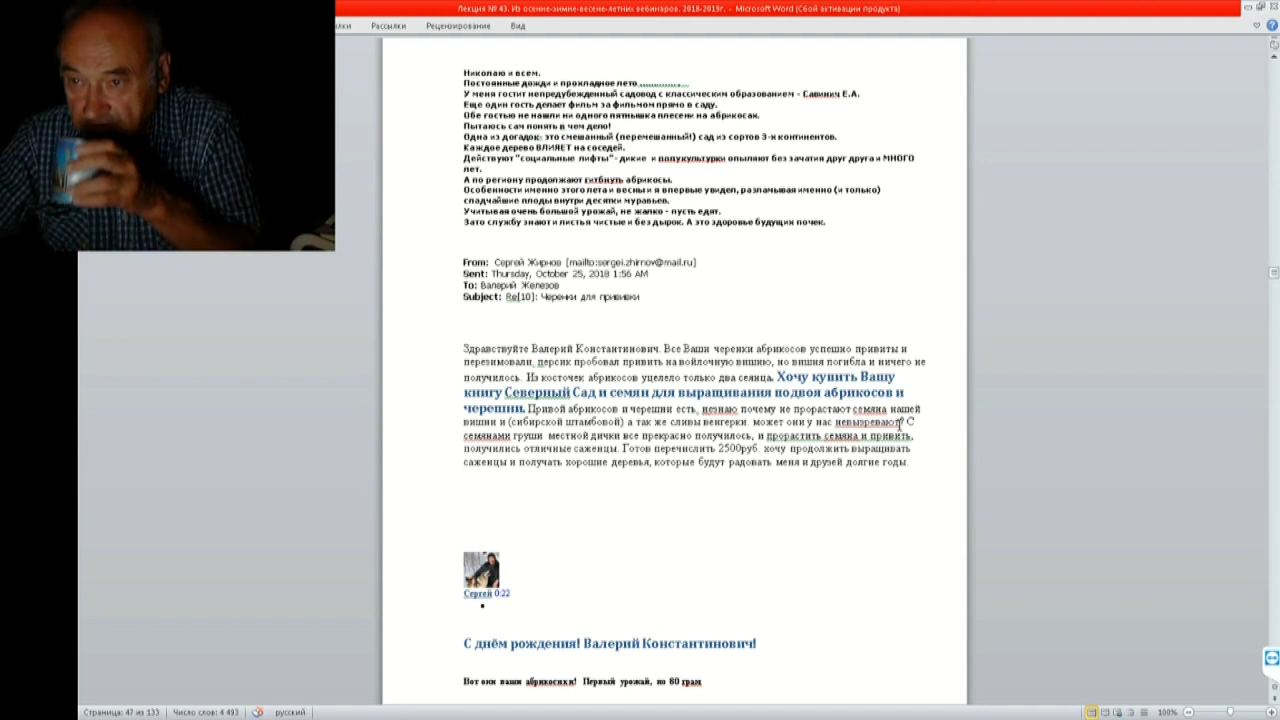 Лекция № 43. Из осенне-зимне-весене-летних вебинаров. 2018-2019г. - Microsoft Word (Сбой активации продукта)
лки Рассылки Рецензирование Вид
Николаю и всем.
Постоянные дожди и прохладное лето...............
У меня гостит непредубежденный садовод с классическим образованием - Савинич Е.А.
Еще один гость делает фильм за фильмом прямо в саду.
Обе гостью не нашли ни одного пятнышка плесени на абрикосах.
Пытаюсь сам понять в чем дело!
Одна из догадок: это смешанный (перемешанный!) сад из сортов 3-х континентов.
Каждое дерево ВЛИЯЕТ на соседей.
Действуют "социальные лифты"- дикие и полукультурки опыляют без зачатия друг друга и МНОГО
лет.
А по региону продолжают гитбнуть абрикосы.
Особенности именно этого лета и весны и я впервые увидел, разламывая именно (и только)
сладчайшие плоды внутри десятки муравьев.
Учитывая очень большой урожай, не жалко - пусть едят.
Зато службу знают и листья чистые и без дырок. А это здоровье будущих почек.
From: Сергей Жирнов [mailto:sergei.zhirnov@mail.ru]
Sent: Thursday, October 25, 2018 1:56 AM
To: Валерий Железов
Subject: Re[10]: Черенки для прививки
Здравствуйте Валерий Константинович. Все Ваши черенки абрикосов успешно привиты и
перезимовали, персик пробовал привить на войлочную вишню, но вишня погибла и ничего не
получилось. Из косточек абрикосов уцелело только два сеянца. Хочу купить Вашу
книгу Северный Сад и семян для выращивания подвоя абрикосов и
черешни. Привой абрикосов и черешни есть, незнаю почему не прорастают семяна нашей
вишни и (сибирской штамбовой) а так же сливы венгерки. может они у нас невызревают? С
семянами груши местной дички все прекрасно получилось, и прорастить семяна и привить,
получились отличные саженцы. Готов перечислить 2500руб. хочу продолжить выращивать
саженцы и получать хорошие деревья, которые будут радовать меня и друзей долгие годы.
Сергей 0:22
С днём рождения! Валерий Константинович!
Вот они ваши абрикосики! Первый урожай, по 60 грам
Страница: 47 из 133 Число слов: 4 493 русский 100%